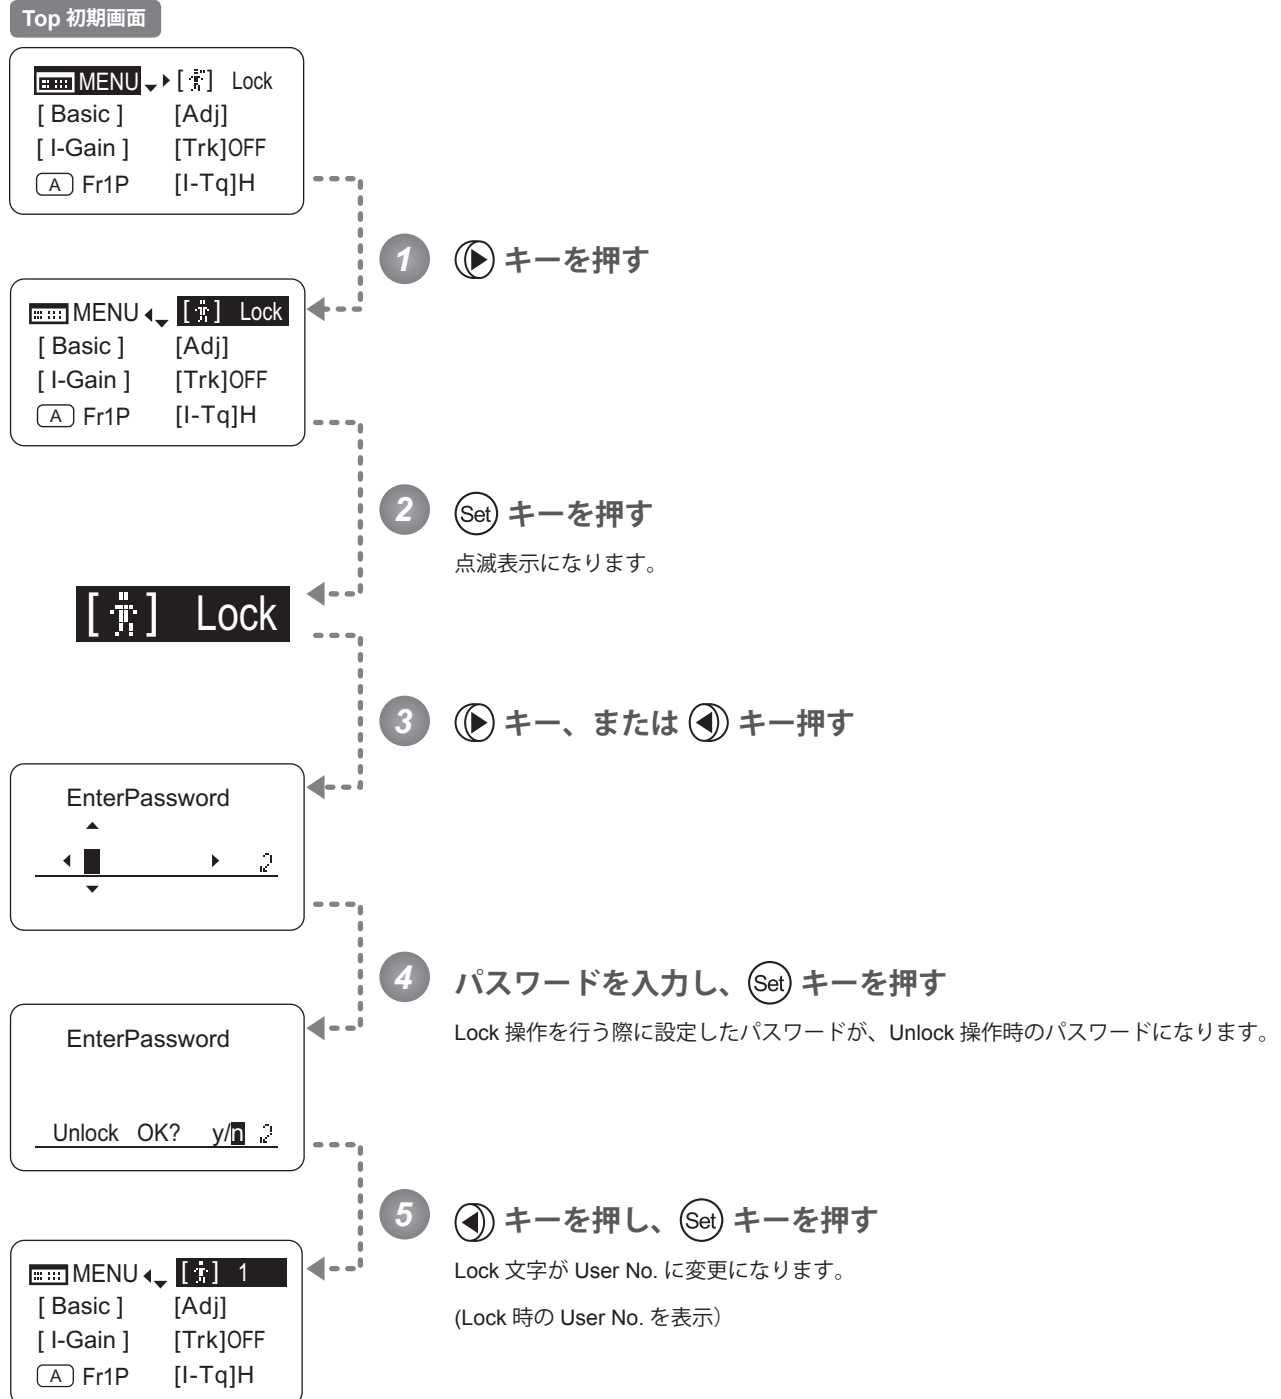 Top 初期画面
MENU [ ] Lock
[ Basic ] [Adj]
[ I-Gain ] [Trk]OFF
A Fr1P [I-Tq]H
1 キーを押す
MENU [ ] Lock
[ Basic ] [Adj]
[ I-Gain ] [Trk]OFF
A Fr1P [I-Tq]H
2 Set キーを押す
点滅表示になります。
[ ] Lock
3 キー、または キー押す
EnterPassword
4 パスワードを入力し、Set キーを押す
Lock 操作を行う際に設定したパスワードが、Unlock 操作時のパスワードになります。
EnterPassword
Unlock OK? y/n
5 キーを押し、Set キーを押す
Lock 文字が User No. に変更になります。
(Lock 時の User No. を表示）
MENU [ ] 1
[ Basic ] [Adj]
[ I-Gain ] [Trk]OFF
A Fr1P [I-Tq]H